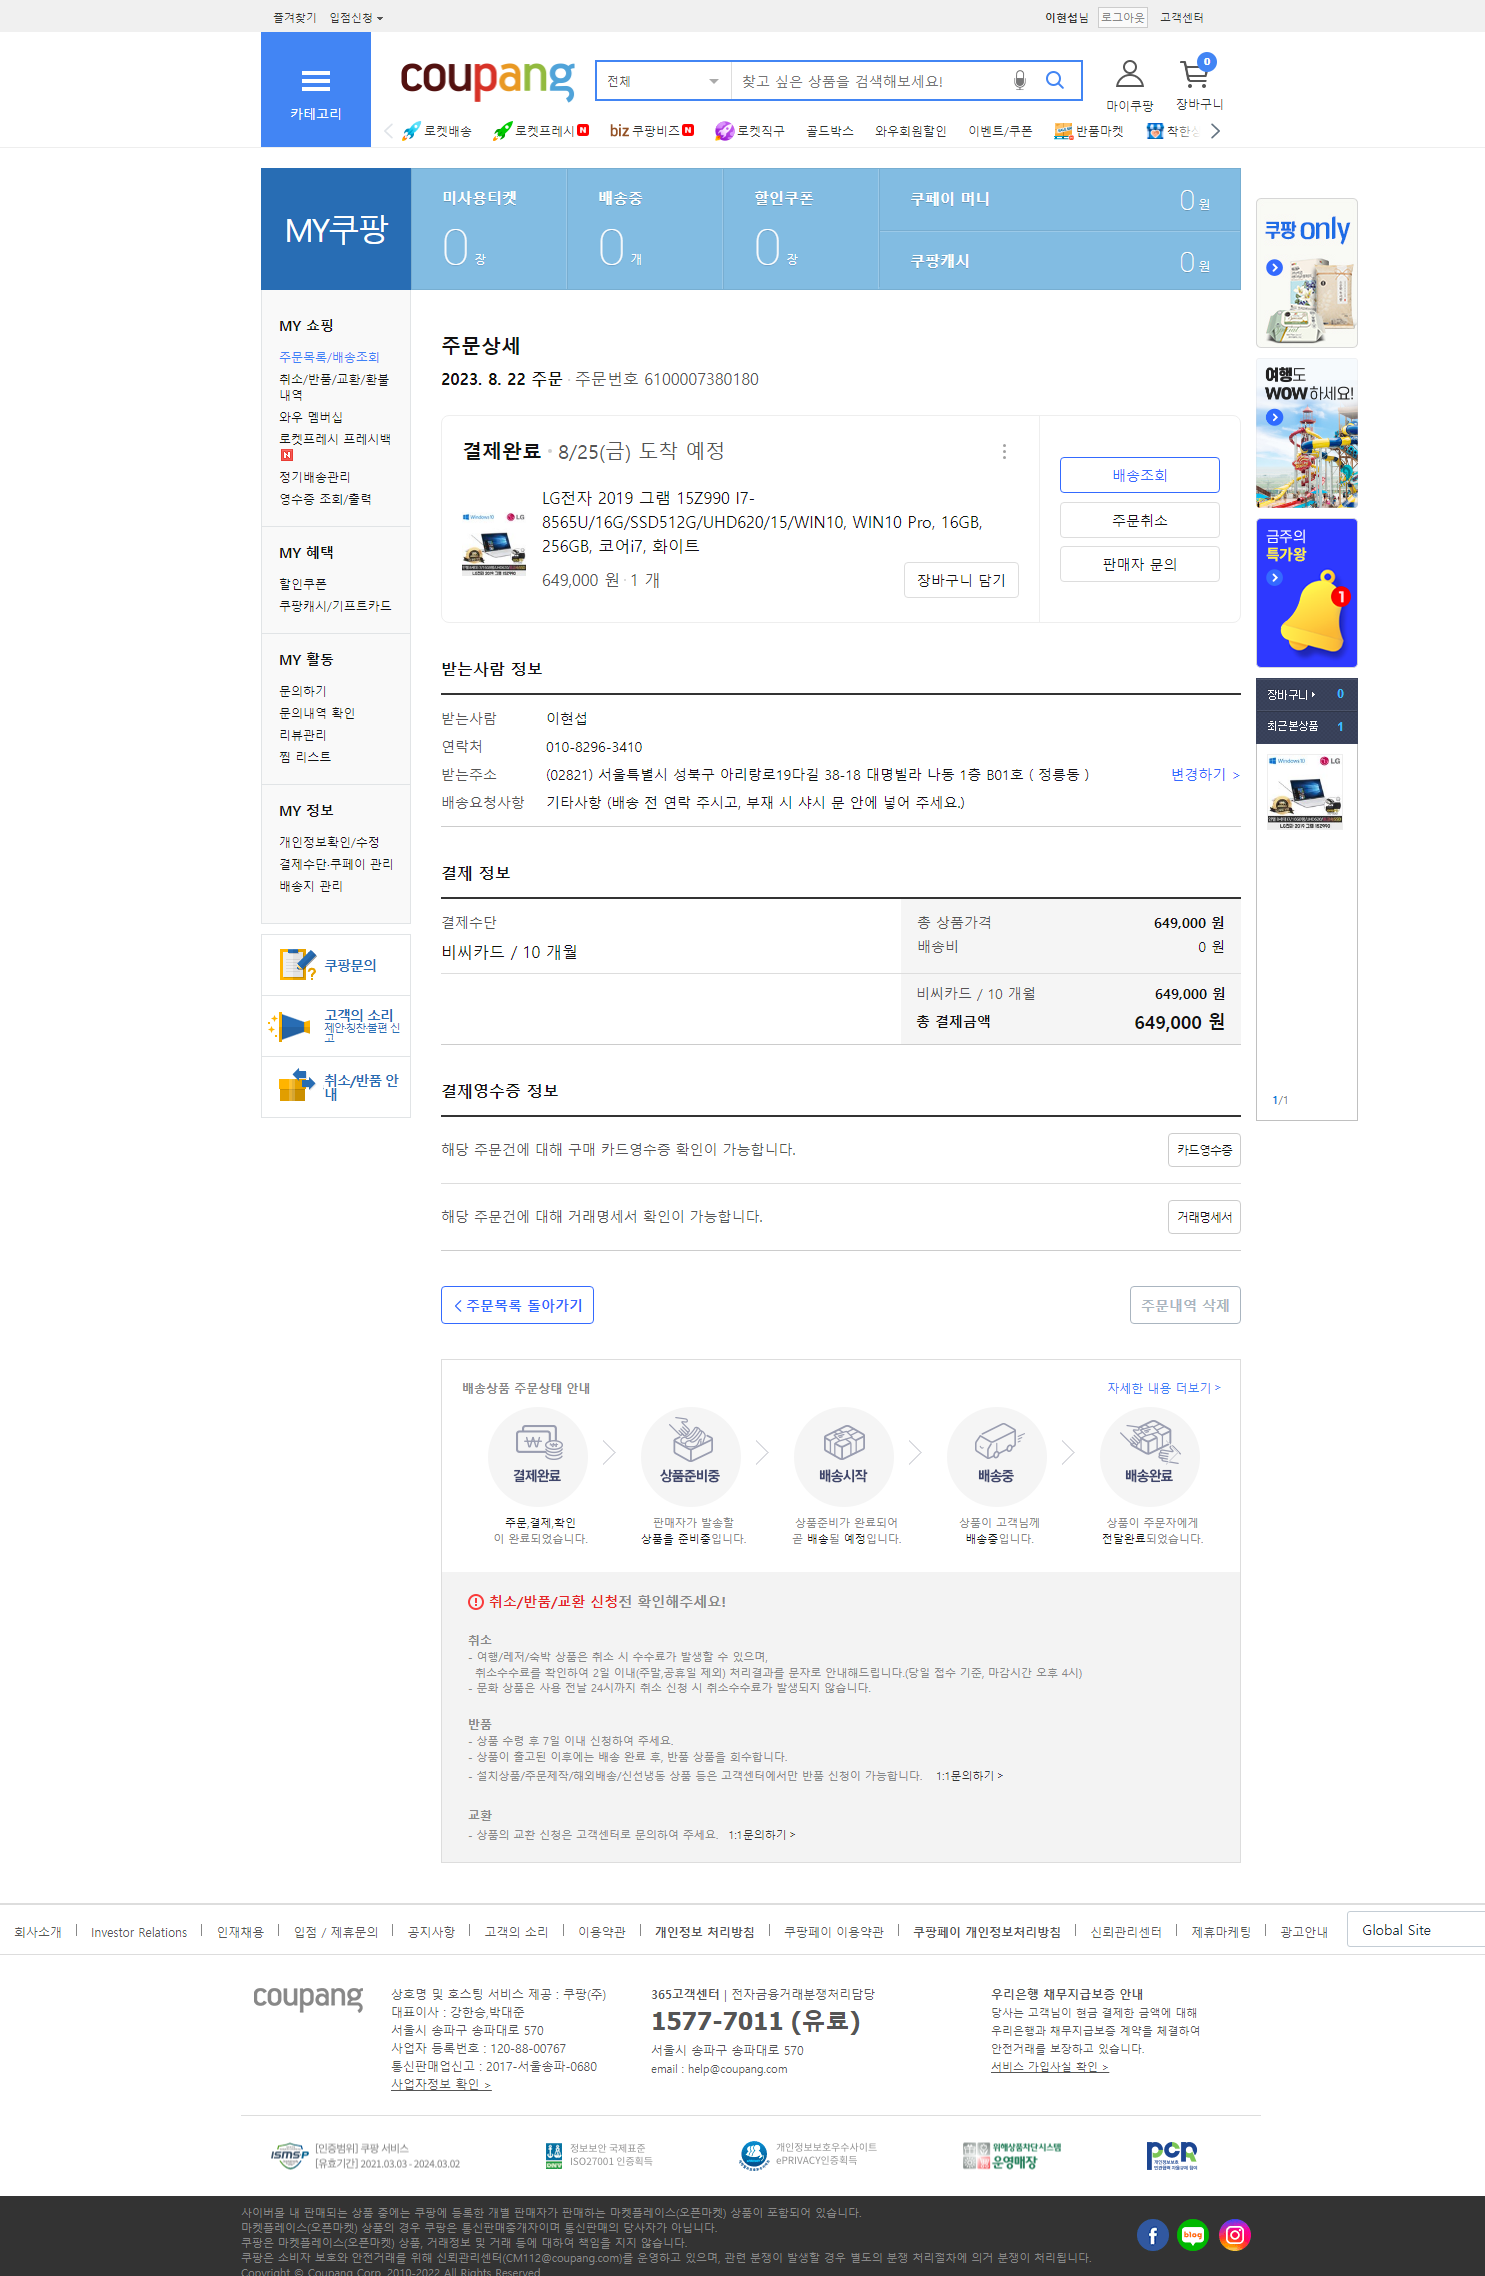 즐겨찾기 입점신청
이현섭님 로그아웃 고객센터
카테고리
coupang
전체 찾고 싶은 상품을 검색해보세요!
마이쿠팡
0
장바구니
로켓배송 로켓프레시 N biz 쿠팡비즈 N 로켓직구 골드박스 와우회원할인 이벤트/쿠폰 반품마켓
MY쿠팡
미사용티켓 0 장
배송중 0 개
할인쿠폰 0 장
쿠페이 머니 0 원
쿠팡캐시 0 원
MY 쇼핑
주문목록/배송조회
취소/반품/교환/환불
내역
와우 멤버십
로켓프레시 프레시백
N
정기배송관리
영수증 조회/출력
MY 혜택
할인쿠폰
쿠팡캐시/기프트카드
MY 활동
문의하기
문의내역 확인
리뷰관리
찜 리스트
MY 정보
개인정보확인/수정
결제수단·쿠페이 관리
배송지 관리
쿠팡문의
고객의 소리
제안·칭찬·불편 신
고
취소/반품 안
내
주문상세
2023. 8. 22 주문 · 주문번호 6100007380180
결제완료 · 8/25(금) 도착 예정
LG전자 2019 그램 15Z990 I7-
8565U/16G/SSD512G/UHD620/15/WIN10, WIN10 Pro, 16GB,
256GB, 코어i7, 화이트
649,000 원 · 1 개
장바구니 담기
배송조회
주문취소
판매자 문의
Windows10 LG
LG전자 2019 그램 15Z990
받는사람 정보
받는사람 이현섭
연락처 010-8296-3410
받는주소 (02821) 서울특별시 성북구 아리랑로19다길 38-18 대명빌라 나동 1층 B01호 ( 정릉동 ) 변경하기 >
배송요청사항 기타사항 (배송 전 연락 주시고, 부재 시 샤시 문 안에 넣어 주세요.)
결제 정보
결제수단
비씨카드 / 10 개월
총 상품가격 649,000 원
배송비 0 원
비씨카드 / 10 개월 649,000 원
총 결제금액 649,000 원
결제영수증 정보
해당 주문건에 대해 구매 카드영수증 확인이 가능합니다. 카드영수증
해당 주문건에 대해 거래명세서 확인이 가능합니다. 거래명세서
< 주문목록 돌아가기 주문내역 삭제
배송상품 주문상태 안내 자세한 내용 더보기 >
결제완료 상품준비중 배송시작 배송중 배송완료
주문,결제,확인
이 완료되었습니다.
판매자가 발송할
상품을 준비중입니다.
상품준비가 완료되어
곧 배송될 예정입니다.
상품이 고객님께
배송중입니다.
상품이 주문자에게
전달완료되었습니다.
취소/반품/교환 신청전 확인해주세요!
취소
- 여행/레저/숙박 상품은 취소 시 수수료가 발생할 수 있으며,
취소수수료를 확인하여 2일 이내(주말,공휴일 제외) 처리결과를 문자로 안내해드립니다.(당일 접수 기준, 마감시간 오후 4시)
- 문화 상품은 사용 전날 24시까지 취소 신청 시 취소수수료가 발생되지 않습니다.
반품
- 상품 수령 후 7일 이내 신청하여 주세요.
- 상품이 출고된 이후에는 배송 완료 후, 반품 상품을 회수합니다.
- 설치상품/주문제작/해외배송/신선냉동 상품 등은 고객센터에서만 반품 신청이 가능합니다. 1:1문의하기 >
교환
- 상품의 교환 신청은 고객센터로 문의하여 주세요. 1:1문의하기 >
쿠팡 only
여행도
WOW 하세요!
금주의
특가왕
1
장바구니 0
최근본상품 1
Windows10 LG
LG전자 2019 그램 15Z990
1/1
회사소개 Investor Relations 인재채용 입점 / 제휴문의 공지사항 고객의 소리 이용약관 개인정보 처리방침 쿠팡페이 이용약관 쿠팡페이 개인정보처리방침 신뢰관리센터 제휴마케팅 광고안내 Global Site
coupang
상호명 및 호스팅 서비스 제공 : 쿠팡(주)
대표이사 : 강한승,박대준
서울시 송파구 송파대로 570
사업자 등록번호 : 120-88-00767
통신판매업신고 : 2017-서울송파-0680
사업자정보 확인 >
365고객센터 | 전자금융거래분쟁처리담당
1577-7011 (유료)
서울시 송파구 송파대로 570
email : help@coupang.com
우리은행 채무지급보증 안내
당사는 고객님이 현금 결제한 금액에 대해
우리은행과 채무지급보증 계약을 체결하여
안전거래를 보장하고 있습니다.
서비스 가입사실 확인 >
ISMS-P
[인증범위] 쿠팡 서비스
[유효기간] 2021.03.03 - 2024.03.02
DNV
정보보안 국제표준
ISO27001 인증획득
개인정보보호우수사이트
ePRIVACY인증획득
위해상품차단시스템
운영매장
PCR
사이버몰 내 판매되는 상품 중에는 쿠팡에 등록한 개별 판매자가 판매하는 마켓플레이스(오픈마켓) 상품이 포함되어 있습니다.
마켓플레이스(오픈마켓) 상품의 경우 쿠팡은 통신판매중개자이며 통신판매의 당사자가 아닙니다.
쿠팡은 마켓플레이스(오픈마켓) 상품, 거래정보 및 거래 등에 대하여 책임을 지지 않습니다.
쿠팡은 소비자 보호와 안전거래를 위해 신뢰관리센터(CM112@coupang.com)를 운영하고 있으며, 관련 분쟁이 발생할 경우 별도의 분쟁 처리절차에 의거 분쟁이 처리됩니다.
Copyright © Coupang Corp. 2010-2022 All Rights Reserved.
f
blog